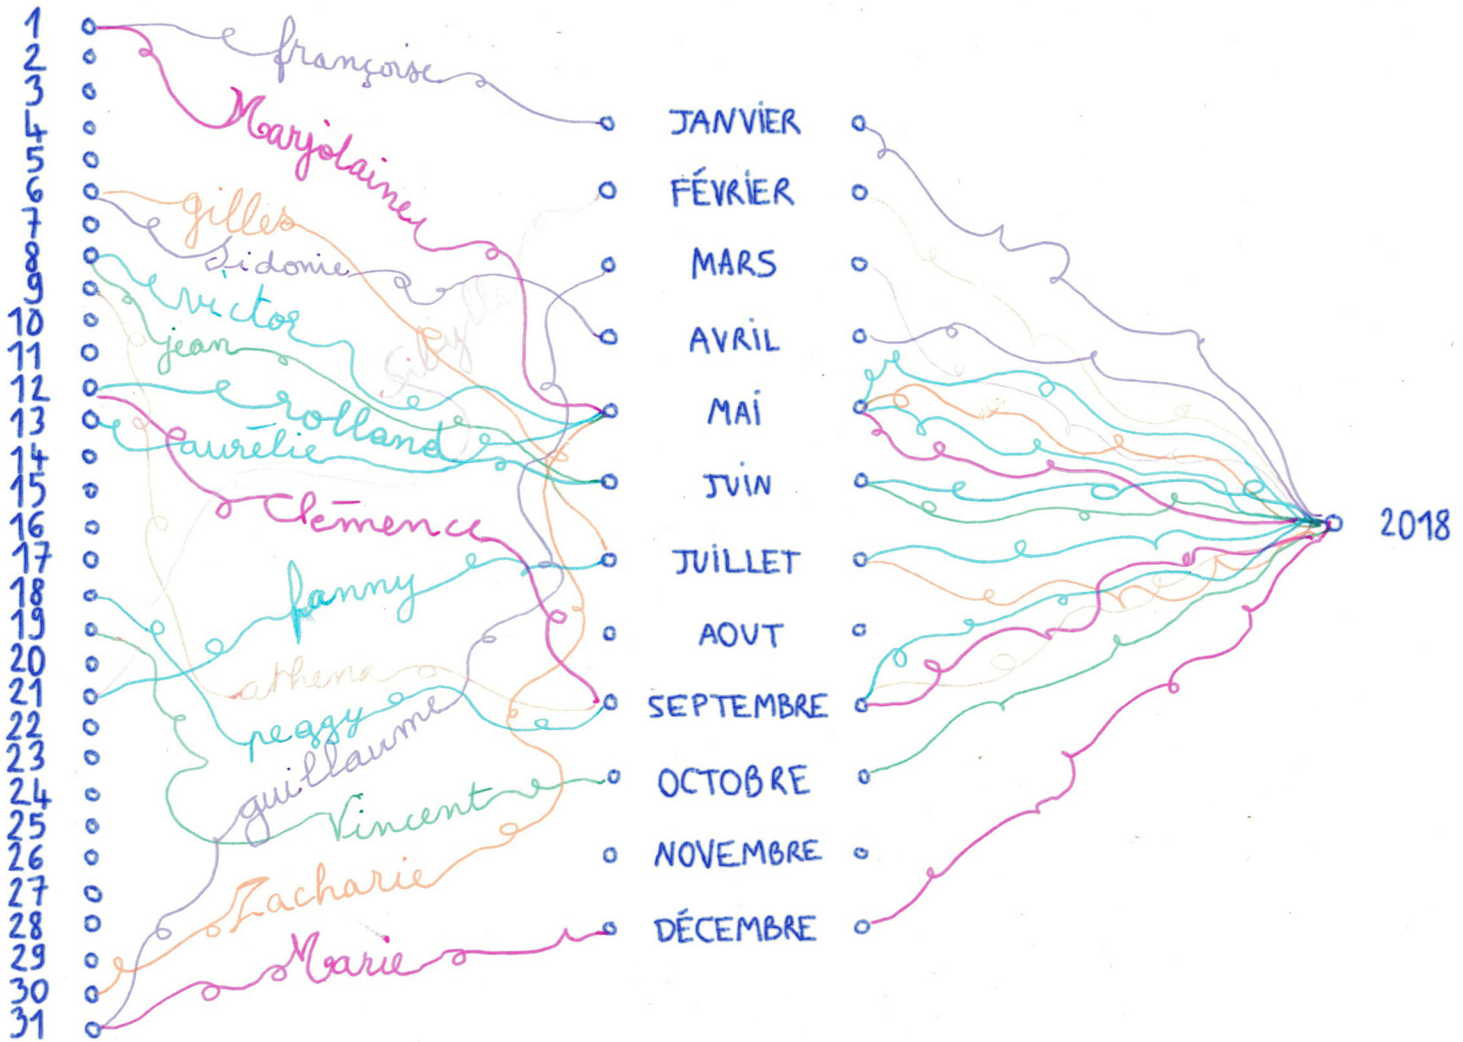 1
2
3
4
5
6
7
8
9
10
11
12
13
14
15
16
17
18
19
20
21
22
23
24
25
26
27
28
29
30
31
françoise
Marjolaine
gilles
Sidonie
victor
jean
Sibylle
rolland
aurélie
Clémence
fanny
athena
peggy
guillaume
Vincent
Zacharie
Marie
JANVIER
FÉVRIER
MARS
AVRIL
MAI
JUIN
JUILLET
AOUT
SEPTEMBRE
OCTOBRE
NOVEMBRE
DÉCEMBRE
2018